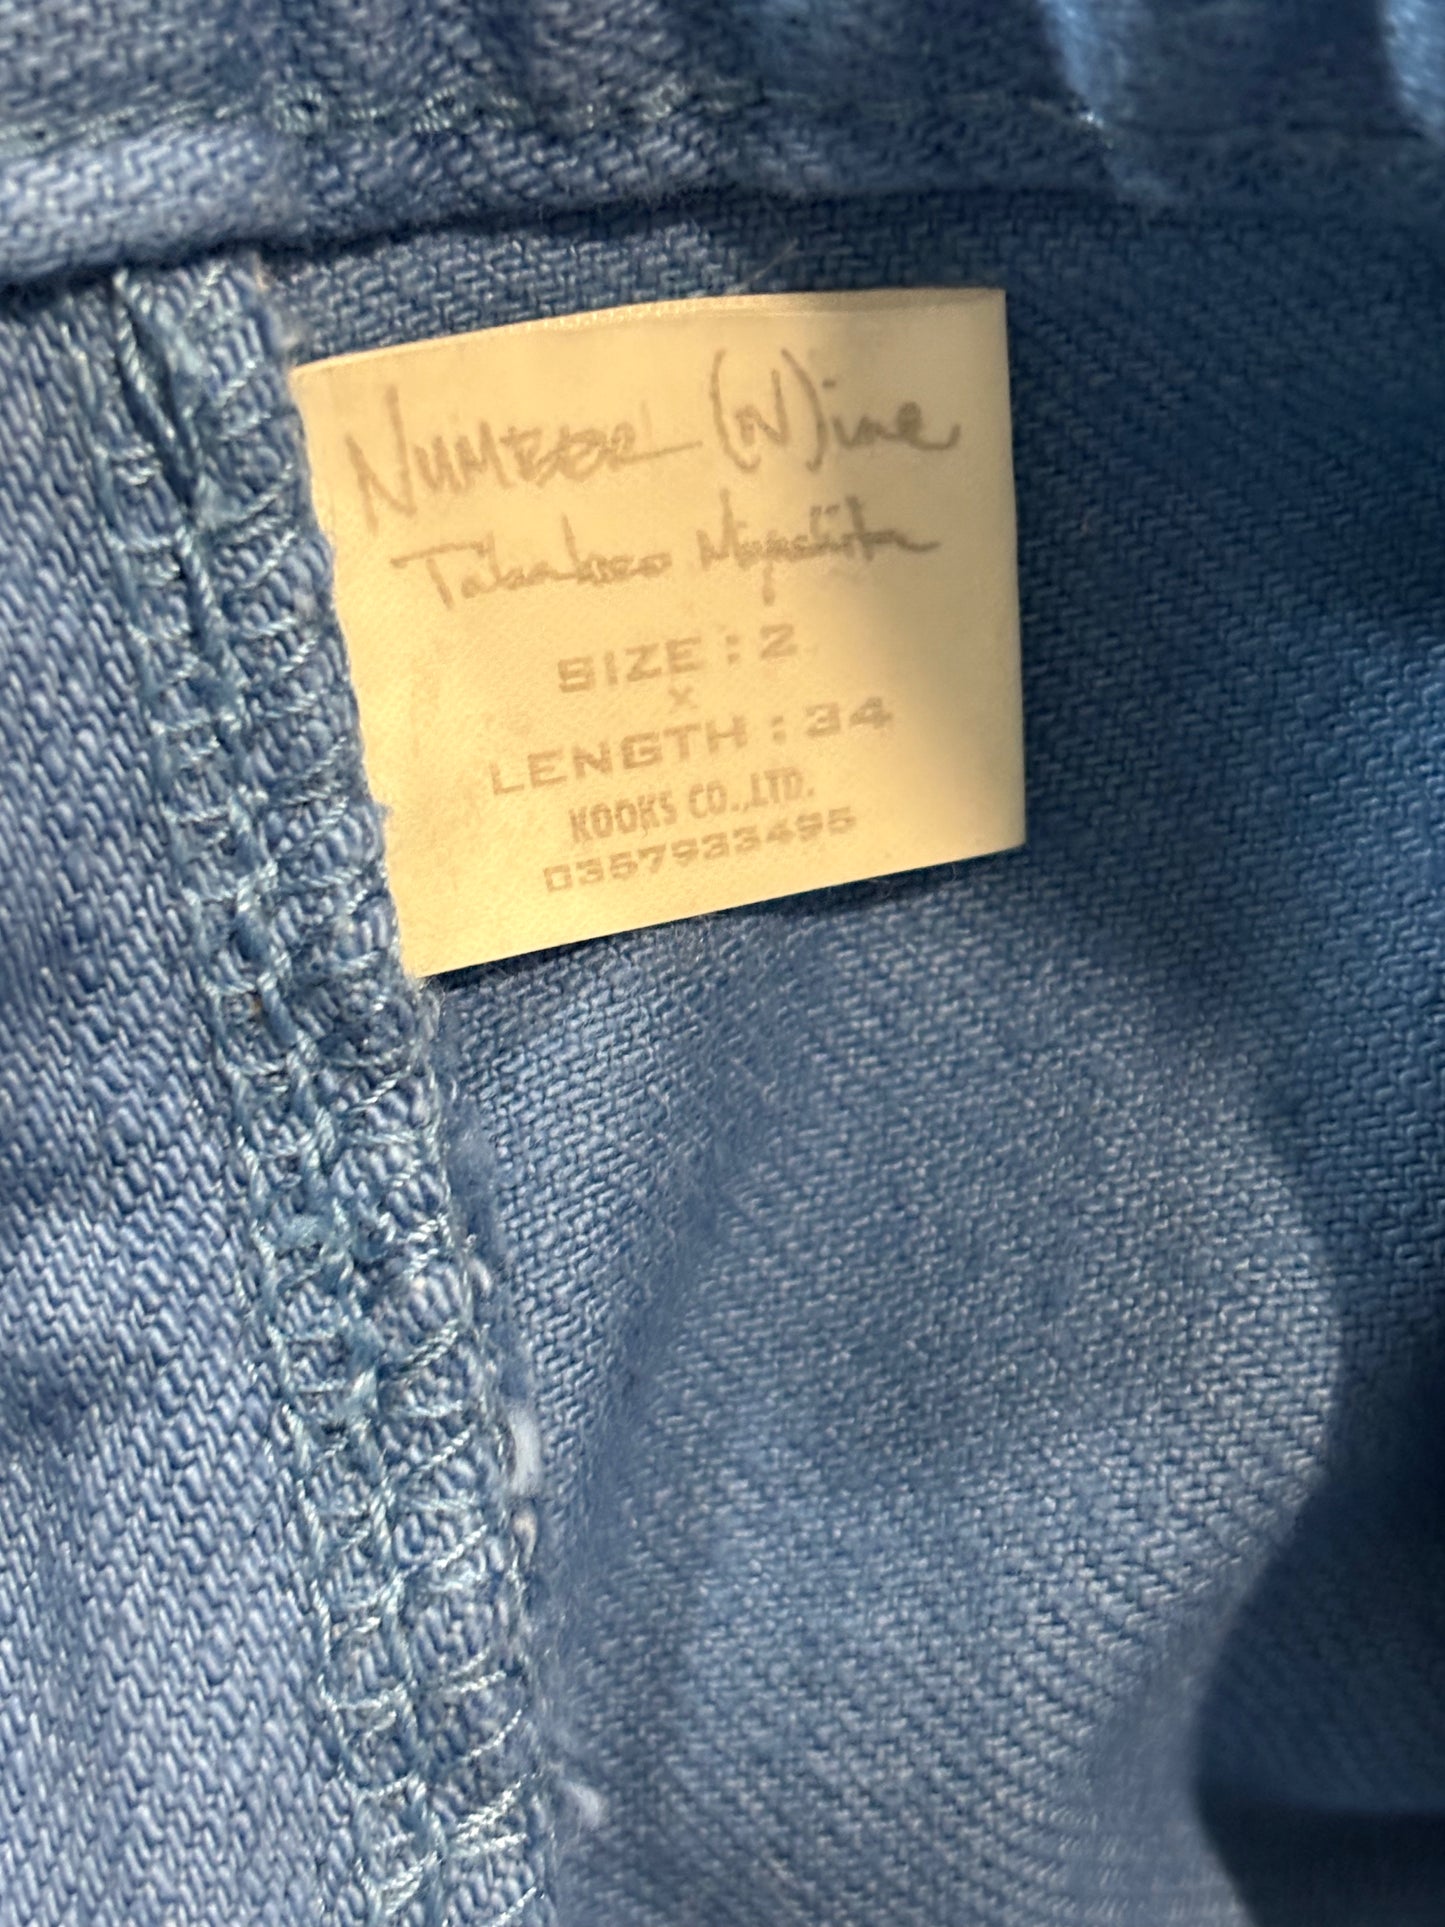 NUMBER (N)ine
Takahiro Miyashita
SIZE : 2
x
LENGTH : 34
KOOKS CO.,LTD.
0357933495